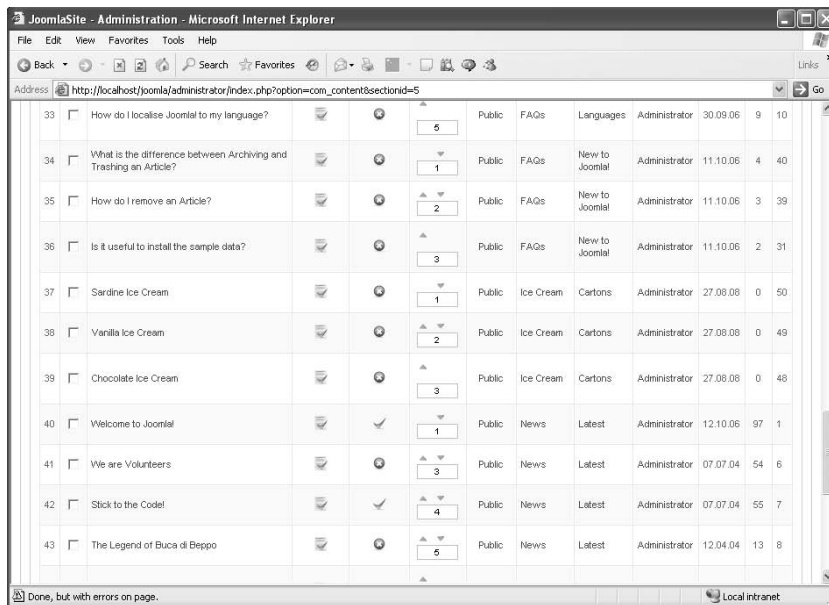 JoomlaSite - Administration - Microsoft Internet Explorer
File Edit View Favorites Tools Help
Back Search Favorites Links
Address http://localhost/joomla/administrator/index.php?option=com_content&sectionid=5 Go
33 How do I localise Joomla! to my language? 5 Public FAQs Languages Administrator 30.09.06 9 10
34 What is the difference between Archiving and Trashing an Article? 1 Public FAQs New to Joomla! Administrator 11.10.06 4 40
35 How do I remove an Article? 2 Public FAQs New to Joomla! Administrator 11.10.06 3 39
36 Is it useful to install the sample data? 3 Public FAQs New to Joomla! Administrator 11.10.06 2 31
37 Sardine Ice Cream 1 Public Ice Cream Cartons Administrator 27.08.08 0 50
38 Vanilla Ice Cream 2 Public Ice Cream Cartons Administrator 27.08.08 0 49
39 Chocolate Ice Cream 3 Public Ice Cream Cartons Administrator 27.08.08 0 48
40 Welcome to Joomla! 1 Public News Latest Administrator 12.10.06 97 1
41 We are Volunteers 3 Public News Latest Administrator 07.07.04 54 6
42 Stick to the Code! 4 Public News Latest Administrator 07.07.04 55 7
43 The Legend of Buca di Beppo 5 Public News Latest Administrator 12.04.04 13 8
Done, but with errors on page. Local intranet